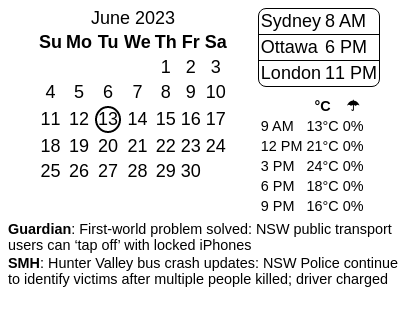 June 2023
Su Mo Tu We Th Fr Sa
1 2 3
4 5 6 7 8 9 10
11 12 13 14 15 16 17
18 19 20 21 22 23 24
25 26 27 28 29 30
Sydney 8 AM
Ottawa 6 PM
London 11 PM
°C ☂
9 AM 13°C 0%
12 PM 21°C 0%
3 PM 24°C 0%
6 PM 18°C 0%
9 PM 16°C 0%
Guardian: First-world problem solved: NSW public transport
users can ‘tap off’ with locked iPhones
SMH: Hunter Valley bus crash updates: NSW Police continue
to identify victims after multiple people killed; driver charged